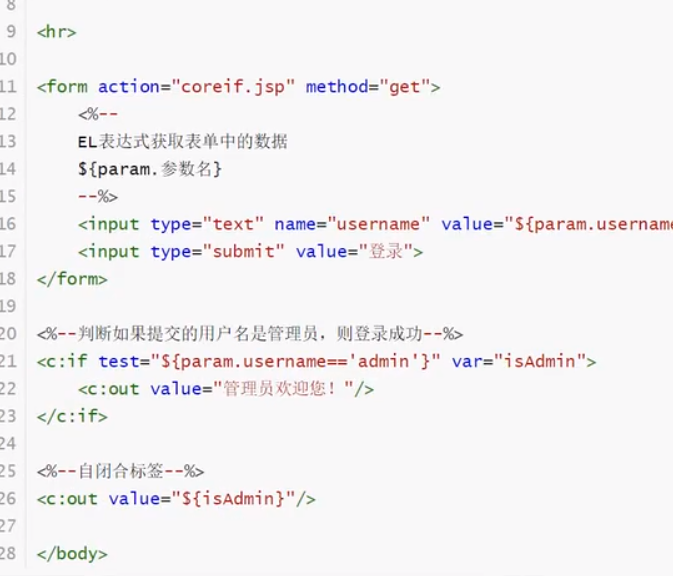 8
9 <hr>
10
11 <form action="coreif.jsp" method="get">
12 <%--
13 EL表达式获取表单中的数据
14 ${param.参数名}
15 --%>
16 <input type="text" name="username" value="${param.username
17 <input type="submit" value="登录">
18 </form>
19
20 <%--判断如果提交的用户名是管理员，则登录成功--%>
21 <c:if test="${param.username=='admin'}" var="isAdmin">
22 <c:out value="管理员欢迎您！"/>
23 </c:if>
24
25 <%--自闭合标签--%>
26 <c:out value="${isAdmin}"/>
27
28 </body>